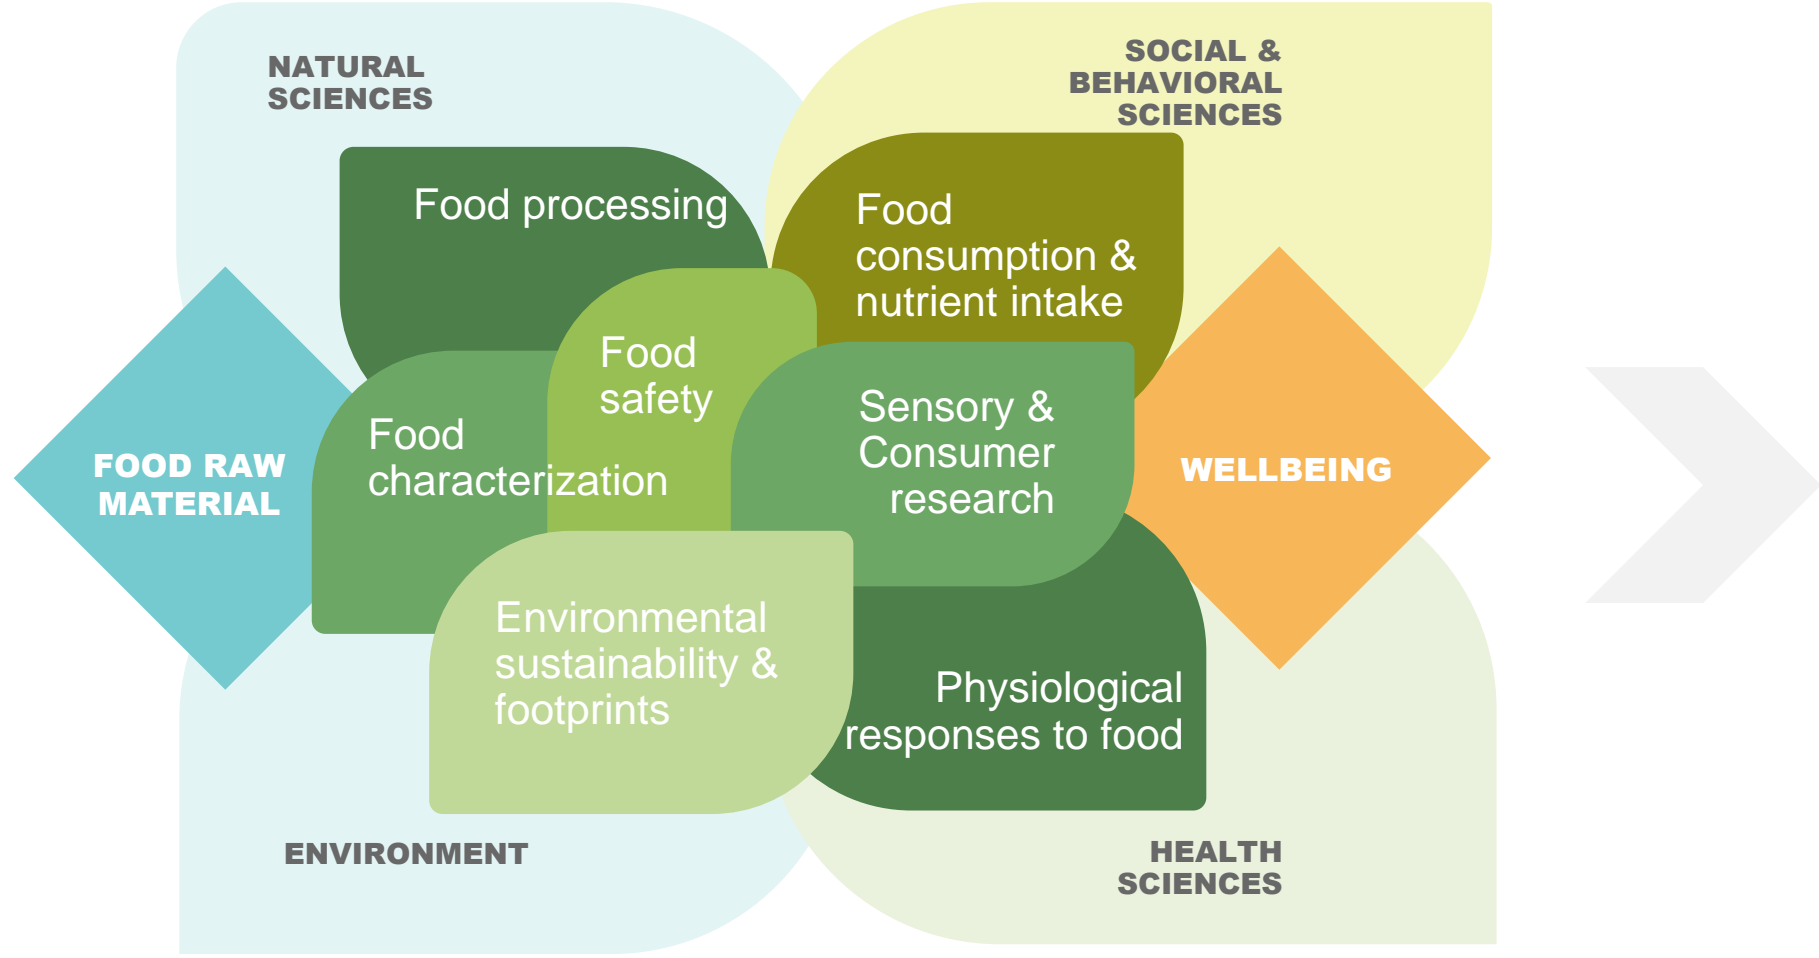 NATURAL
SCIENCES
SOCIAL &
BEHAVIORAL
SCIENCES
Food processing
Food
consumption &
nutrient intake
Food
safety
Sensory &
Consumer
research
Food
characterization
FOOD RAW
MATERIAL
WELLBEING
Environmental
sustainability &
footprints
Physiological
responses to food
ENVIRONMENT
HEALTH
SCIENCES